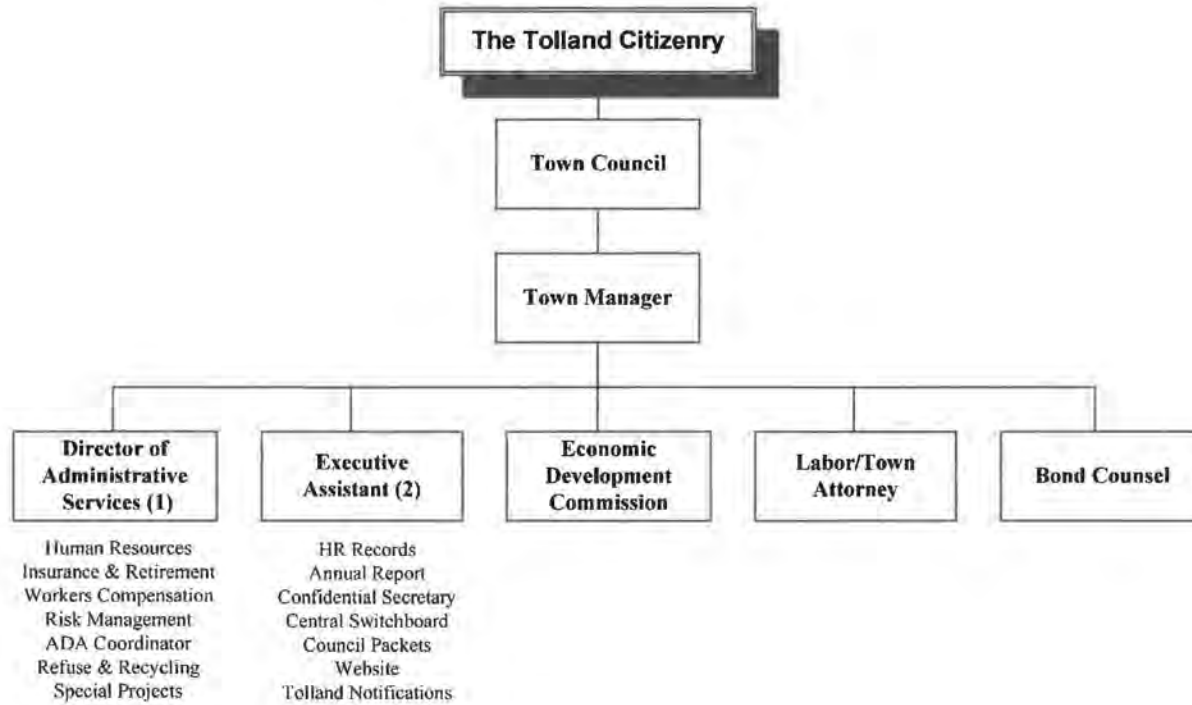 The Tolland Citizenry
Town Council
Town Manager
Director of
Administrative
Services (1)
Human Resources
Insurance & Retirement
Workers Compensation
Risk Management
ADA Coordinator
Refuse & Recycling
Special Projects
Executive
Assistant (2)
HR Records
Annual Report
Confidential Secretary
Central Switchboard
Council Packets
Website
Tolland Notifications
Economic
Development
Commission
Labor/Town
Attorney
Bond Counsel